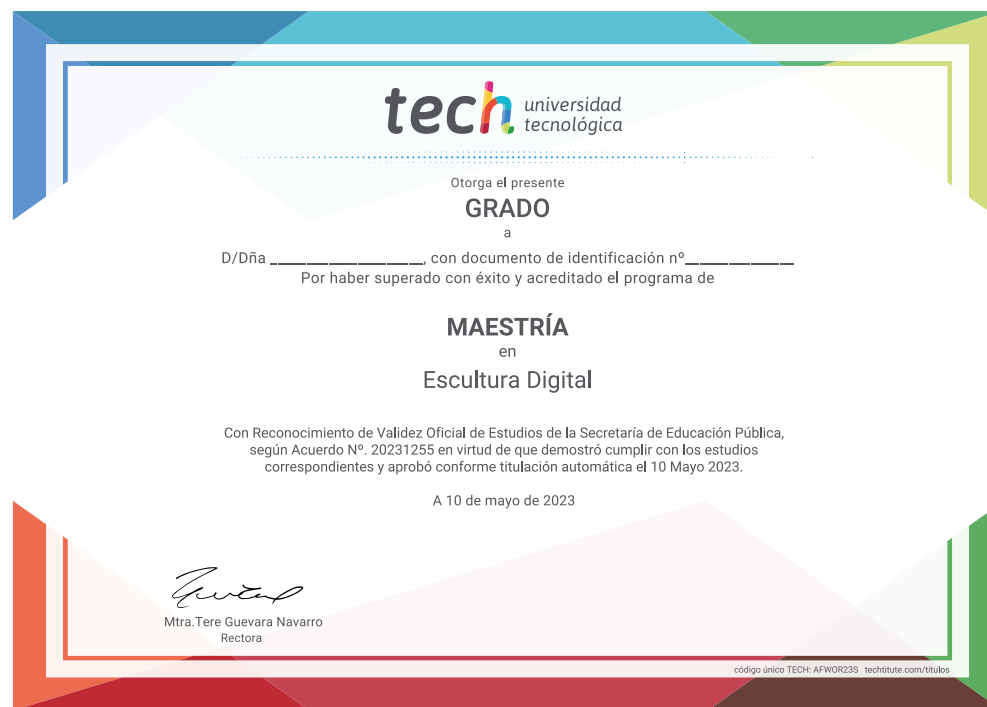 tech universidad
tecnológica
Otorga el presente
GRADO
a
D/Dña ________________, con documento de identificación nº____________
Por haber superado con éxito y acreditado el programa de
MAESTRÍA
en
Escultura Digital
Con Reconocimiento de Validez Oficial de Estudios de la Secretaría de Educación Pública,
según Acuerdo Nº. 20231255 en virtud de que demostró cumplir con los estudios
correspondientes y aprobó conforme titulación automática el 10 Mayo 2023.
A 10 de mayo de 2023
Mtra.Tere Guevara Navarro
Rectora
código único TECH: AFWOR23S techtitute.com/titulos